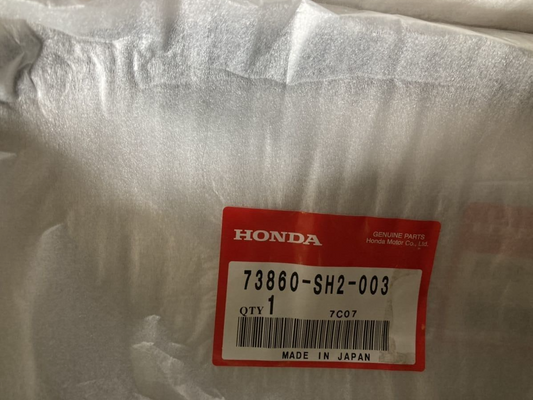 HONDA
GENUINE PARTS
Honda Motor Co., Ltd.
73860-SH2-003
QTY 1
7C07
MADE IN JAPAN